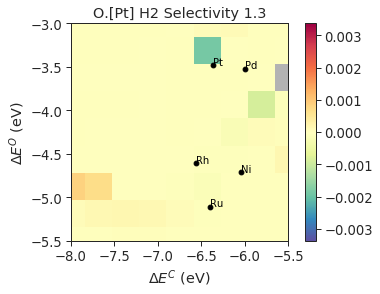 O.[Pt] H2 Selectivity 1.3
−3.0
−3.5
−4.0
−4.5
−5.0
−5.5
ΔE^O (eV)
Pt
Pd
Rh
Ni
Ru
−8.0 −7.5 −7.0 −6.5 −6.0 −5.5
ΔE^C (eV)
0.003
0.002
0.001
0.000
−0.001
−0.002
−0.003